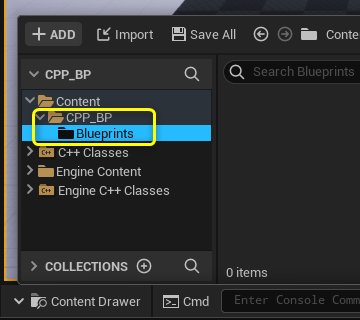 ADD Import Save All Conte
CPP_BP Search Blueprints
Content
CPP_BP
Blueprints
C++ Classes
Engine Content
Engine C++ Classes
COLLECTIONS 0 items
Content Drawer Cmd Enter Console Comm